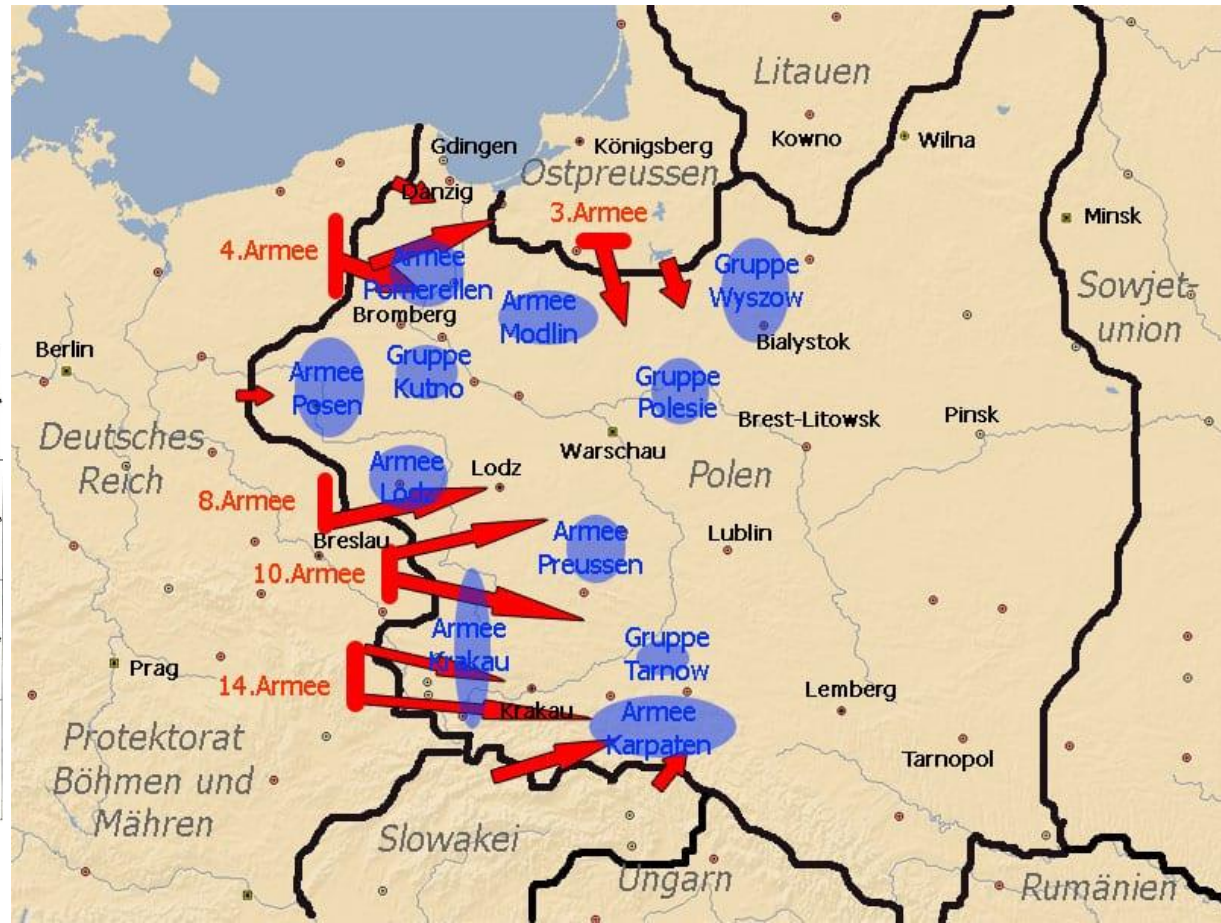 Litauen
Gdingen
Königsberg
Kowno
Wilna
Ostpreussen
Danzig
3.Armee
Minsk
4.Armee
Armee
Pomerellen
Gruppe
Wyszow
Sowjet-
union
Armee
Modlin
Bromberg
Bialystok
Berlin
Armee
Posen
Gruppe
Kutno
Gruppe
Polesie
Brest-Litowsk
Pinsk
Deutsches
Reich
Warschau
Polen
Armee
Lodz
Lodz
8.Armee
Breslau
Armee
Preussen
Lublin
10.Armee
Armee
Krakau
Gruppe
Tarnow
Prag
14.Armee
Lemberg
Krakau
Armee
Karpaten
Tarnopol
Protektorat
Böhmen und
Mähren
Slowakei
Ungarn
Rumänien